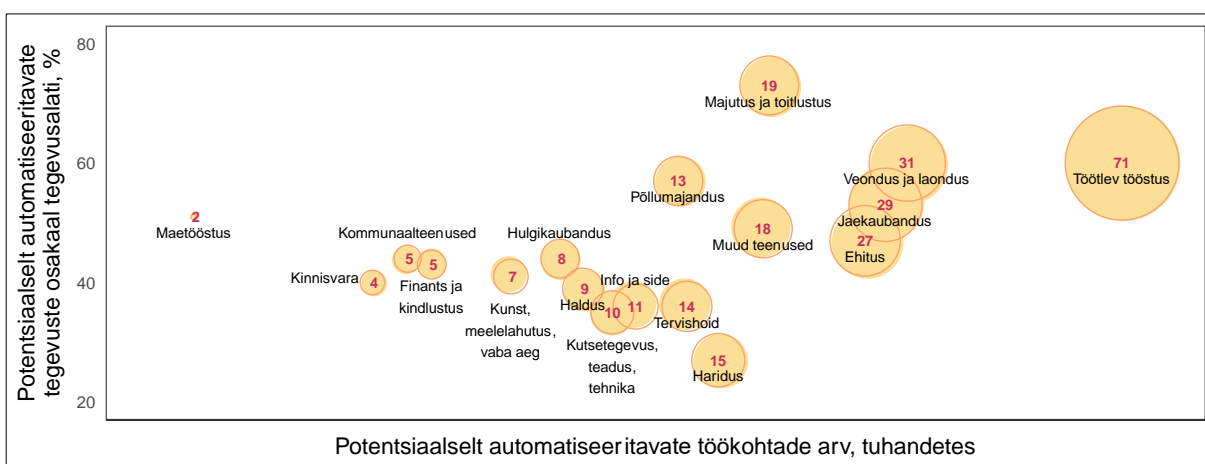 Potentsiaalselt automatiseeritavate
tegevuste osakaal tegevusalati, %
80
60
40
20
19
Majutus ja toitlustus
31
Veondus ja laondus
71
Töötlev tööstus
13
Põllumajandus
29
Jaekaubandus
2
Maetööstus
18
Muud teenused
27
Ehitus
Kommunaalteenused
5
5
Finants ja
kindlustus
Hulgikaubandus
8
Kinnisvara
4
7
Kunst,
meelelahutus,
vaba aeg
9
Haldus
Info ja side
11
10
Kutsetegevus,
teadus,
tehnika
14
Tervishoid
15
Haridus
Potentsiaalselt automatiseeritavate töökohtade arv, tuhandetes